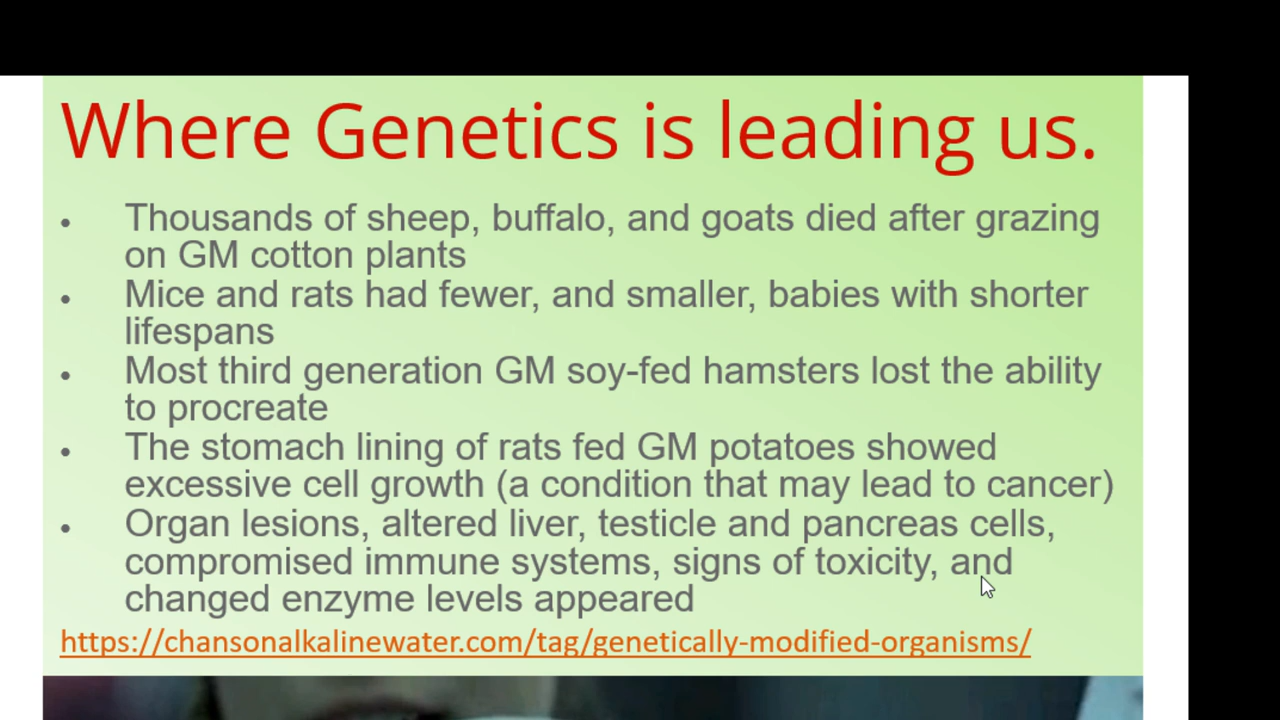 Where Genetics is leading us.
• Thousands of sheep, buffalo, and goats died after grazing
on GM cotton plants
• Mice and rats had fewer, and smaller, babies with shorter
lifespans
• Most third generation GM soy-fed hamsters lost the ability
to procreate
• The stomach lining of rats fed GM potatoes showed
excessive cell growth (a condition that may lead to cancer)
• Organ lesions, altered liver, testicle and pancreas cells,
compromised immune systems, signs of toxicity, and
changed enzyme levels appeared
https://chansonalkalinewater.com/tag/genetically-modified-organisms/